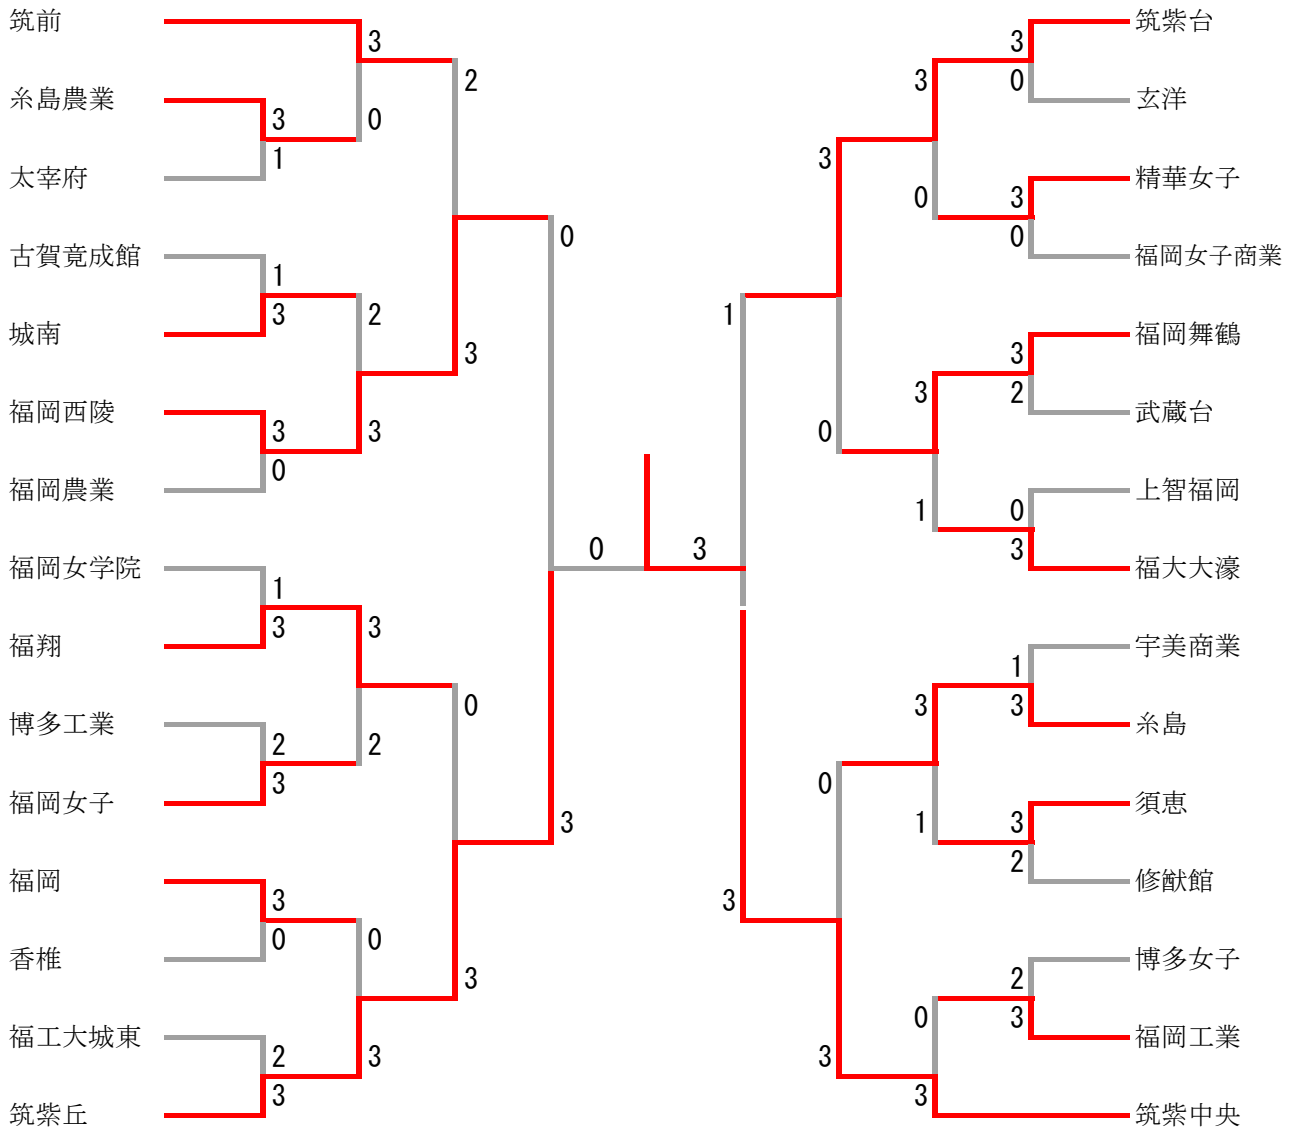 筑前
3
2
糸島農業
3
0
1
太宰府
古賀竟成館
1
0
3
2
城南
3
福岡西陵
3
3
0
福岡農業
福岡女学院
1
3
3
福翔
0
博多工業
2
2
3
福岡女子
3
福岡
3
0
0
香椎
3
福工大城東
2
3
3
筑紫丘
0
3
筑紫台
3
3
0
玄洋
3
精華女子
0
3
0
福岡女子商業
1
福岡舞鶴
3
3
2
武蔵台
0
上智福岡
1
0
3
福大大濠
宇美商業
1
3
3
糸島
0
須恵
1
3
2
修猷館
3
博多女子
2
0
3
福岡工業
3
3
筑紫中央